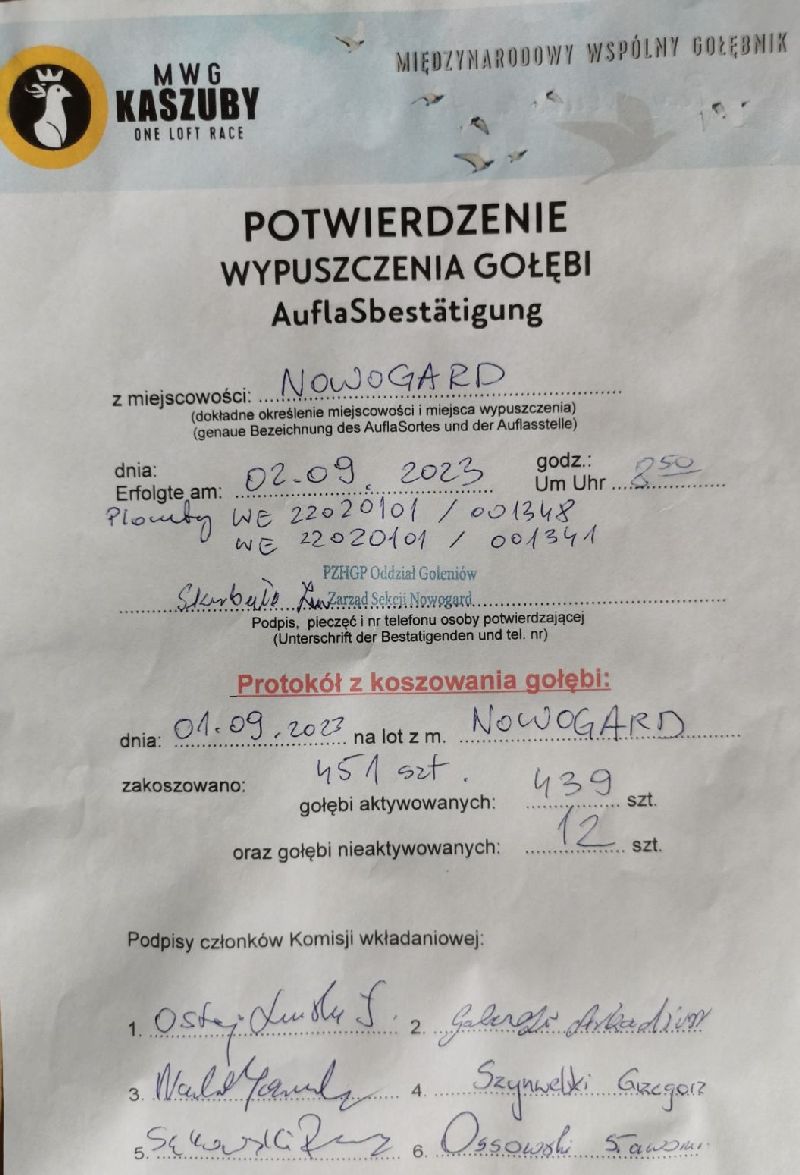 MIĘDZYNARODOWY WSPÓLNY GOŁĘBNIK
MWG
KASZUBY
ONE LOFT RACE
POTWIERDZENIE
WYPUSZCZENIA GOŁĘBI
AuflaSbestätigung
z miejscowości: NOWOGARD
(dokładne określenie miejscowości i miejsca wypuszczenia)
(genaue Bezeichnung des AuflaSortes und der Auflasstelle)
dnia: godz.:
Erfolgte am: 02.09.2023 Um Uhr 8 50
Plomby WE 22020101 / 001348
WE 22020101 / 001341
PZHGP Oddział Goleniów
Zarząd Sekcji Nowogard
Podpis, pieczęć i nr telefonu osoby potwierdzającej
(Unterschrift der Bestatigenden und tel. nr)
Protokół z koszowania gołębi:
dnia: 01.09.2023 na lot z m. NOWOGARD
zakoszowano: 451 szt.
gołębi aktywowanych: 439 szt.
oraz gołębi nieaktywowanych: 12 szt.
Podpisy członków Komisji wkładaniowej:
1. 2. Arkadiusz
3. 4. Szynwelski Grzegorz
5. 6. Ossowski Sławomir